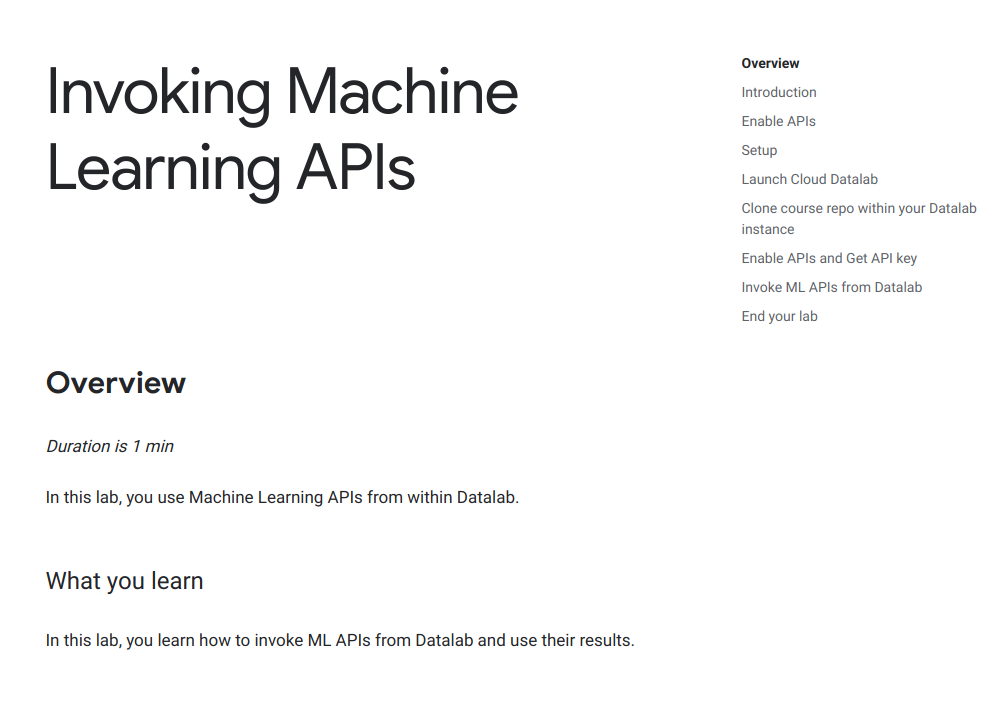 Invoking Machine
Learning APIs
Overview
Introduction
Enable APIs
Setup
Launch Cloud Datalab
Clone course repo within your Datalab
instance
Enable APIs and Get API key
Invoke ML APIs from Datalab
End your lab
Overview
Duration is 1 min
In this lab, you use Machine Learning APIs from within Datalab.
What you learn
In this lab, you learn how to invoke ML APIs from Datalab and use their results.